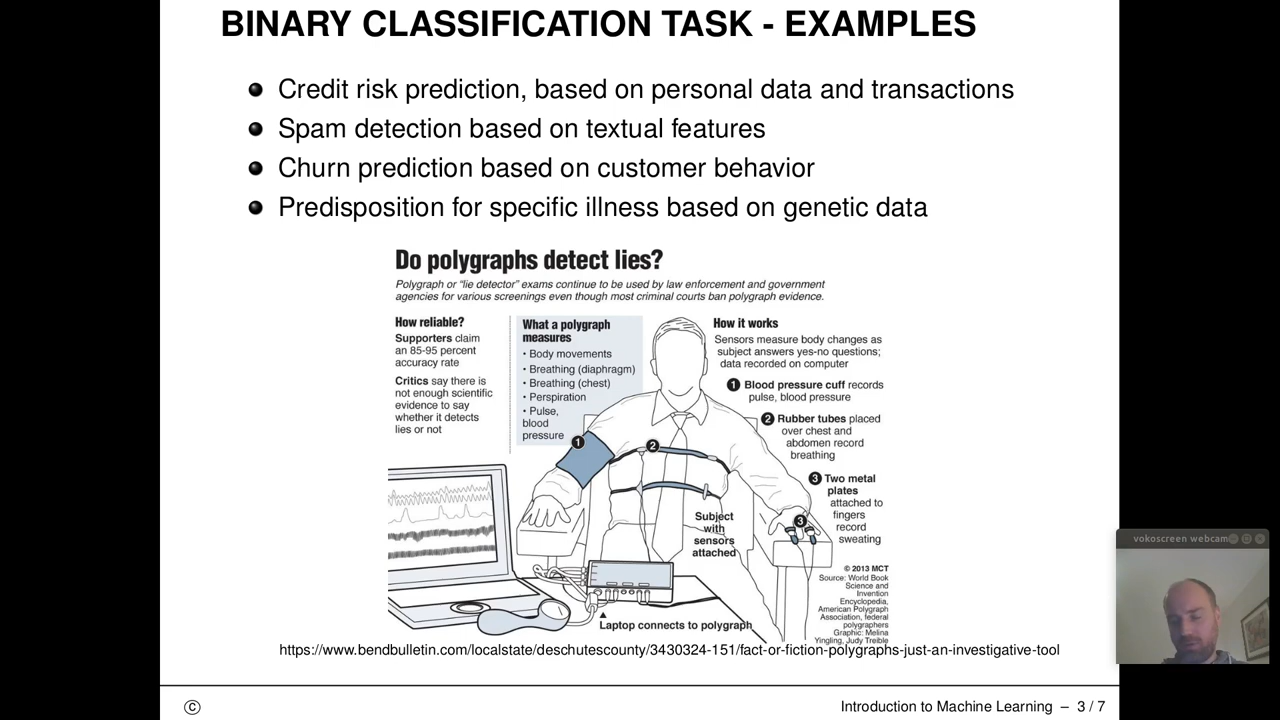 BINARY CLASSIFICATION TASK - EXAMPLES
Credit risk prediction, based on personal data and transactions
Spam detection based on textual features
Churn prediction based on customer behavior
Predisposition for specific illness based on genetic data
Do polygraphs detect lies?
Polygraph or “lie detector” exams continue to be used by law enforcement and government
agencies for various screenings even though most criminal courts ban polygraph evidence.
How reliable?
Supporters claim
an 85-95 percent
accuracy rate
Critics say there is
not enough scientific
evidence to say
whether it detects
lies or not
What a polygraph
measures
• Body movements
• Breathing (diaphragm)
• Breathing (chest)
• Perspiration
• Pulse,
blood
pressure
How it works
Sensors measure body changes as
subject answers yes-no questions;
data recorded on computer
1 Blood pressure cuff records
pulse, blood pressure
2 Rubber tubes placed
over chest and
abdomen record
breathing
3 Two metal
plates
attached to
fingers
record
sweating
1
2
3
Subject
with
sensors
attached
Laptop connects to polygraph
© 2013 MCT
Source: World Book
Science and
Invention
Encyclopedia,
American Polygraph
Association, federal
polygraphers
Graphic: Melina
Yingling, Judy Treible
https://www.bendbulletin.com/localstate/deschutescounty/3430324-151/fact-or-fiction-polygraphs-just-an-investigative-tool
vokoscreen webcam
©
Introduction to Machine Learning – 3 / 7